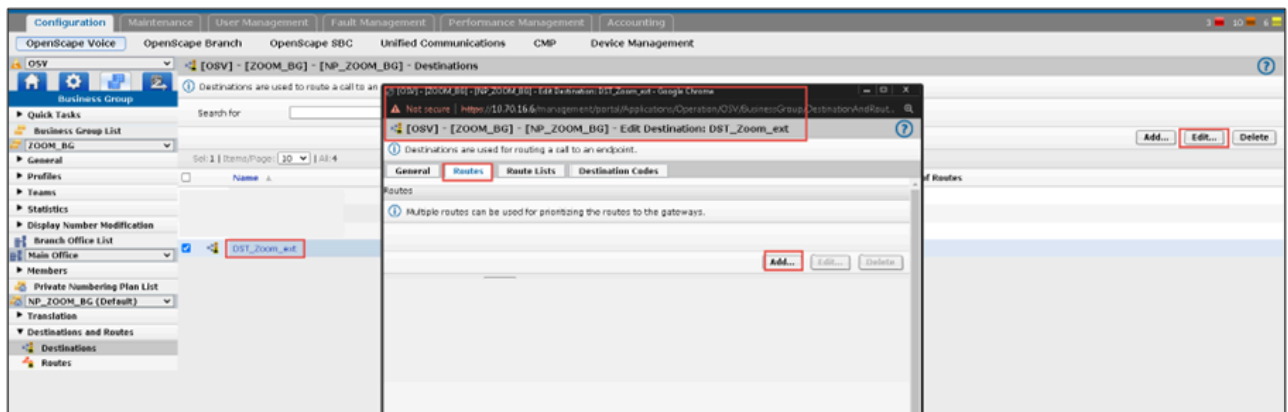 Configuration Maintenance User Management Fault Management Performance Management Accounting 3 10 6
OpenScape Voice OpenScape Branch OpenScape SBC Unified Communications CMP Device Management
OSV
[OSV] - [ZOOM_BG] - [NP_ZOOM_BG] - Destinations
Business Group
Quick Tasks
Business Group List
ZOOM_BG
General
Profiles
Teams
Statistics
Display Number Modification
Branch Office List
Main Office
Members
Private Numbering Plan List
NP_ZOOM_BG (Default)
Translation
Destinations and Routes
Destinations
Routes
Destinations are used to route a call to an
Search for
Add... Edit... Delete
Sel: 1 | Items/Page: 10 | All: 4
Name
of Routes
DST_Zoom_ext
[OSV] - [ZOOM_BG] - [NP_ZOOM_BG] - Edit Destination: DST_Zoom_ext - Google Chrome
Not secure | https://10.70.16.6/management/portal/Applications/Operation/OSV/BusinessGroup/DestinationAndRout...
[OSV] - [ZOOM_BG] - [NP_ZOOM_BG] - Edit Destination: DST_Zoom_ext
Destinations are used for routing a call to an endpoint.
General Routes Route Lists Destination Codes
Routes
Multiple routes can be used for prioritizing the routes to the gateways.
Add... Edit... Delete